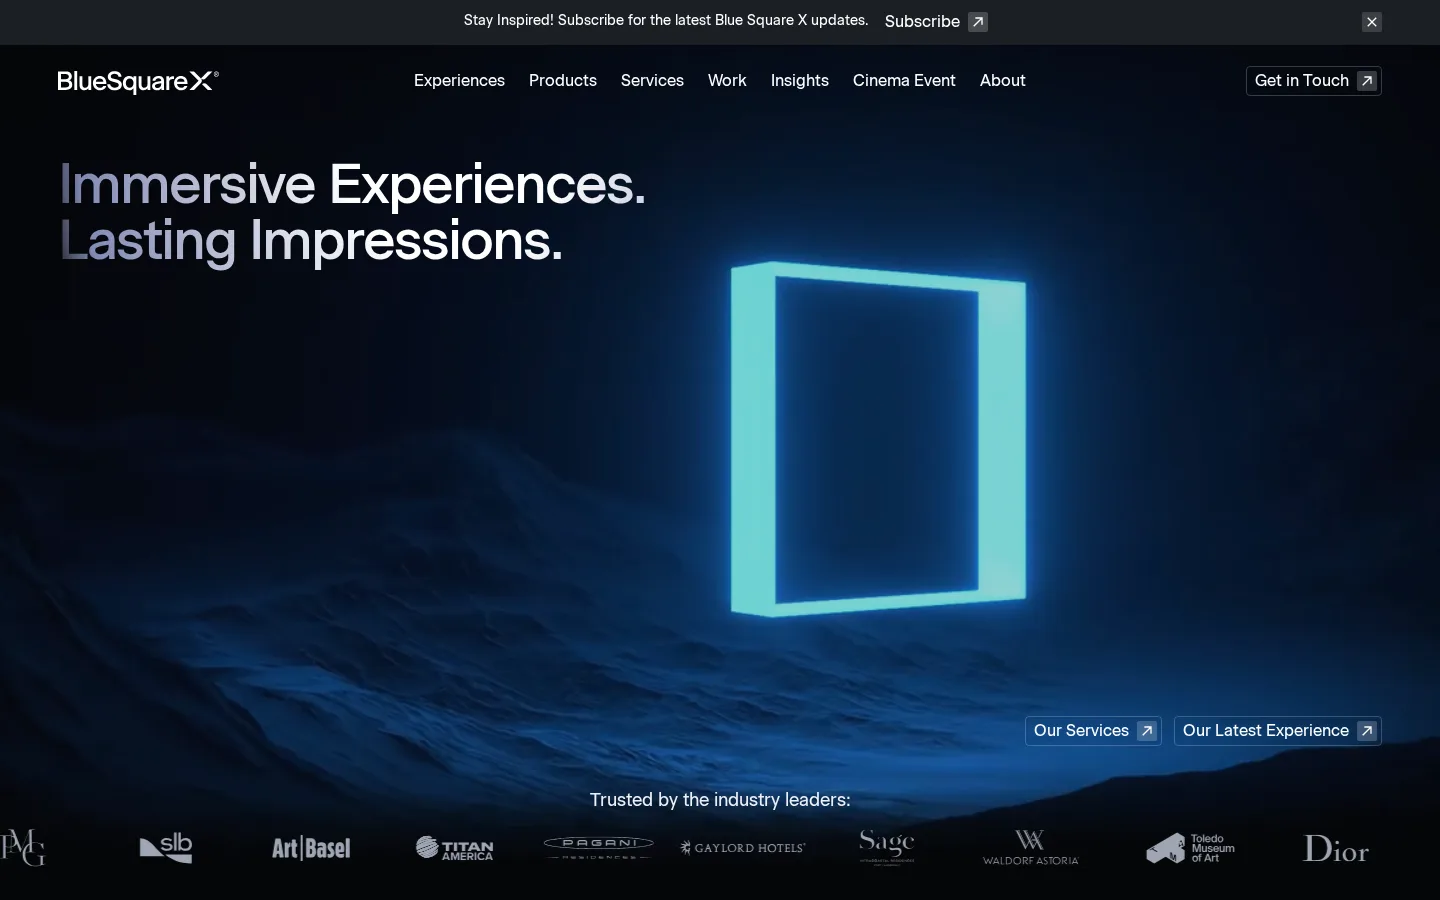 Stay Inspired! Subscribe for the latest Blue Square X updates. Subscribe
BlueSquareX®
Experiences Products Services Work Insights Cinema Event About
Get in Touch
Immersive Experiences.
Lasting Impressions.
Our Services
Our Latest Experience
Trusted by the industry leaders:
PMG
slb
Art|Basel
TITAN
AMERICA
PAGANI
RESIDENCES
GAYLORD HOTELS®
Sage
WALDORF ASTORIA
Toledo
Museum
of Art
Dior